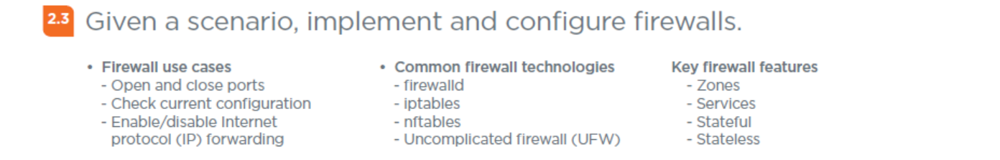 2.3 Given a scenario, implement and configure firewalls.
• Firewall use cases
- Open and close ports
- Check current configuration
- Enable/disable Internet
protocol (IP) forwarding
• Common firewall technologies
- firewalld
- iptables
- nftables
- Uncomplicated firewall (UFW)
Key firewall features
- Zones
- Services
- Stateful
- Stateless